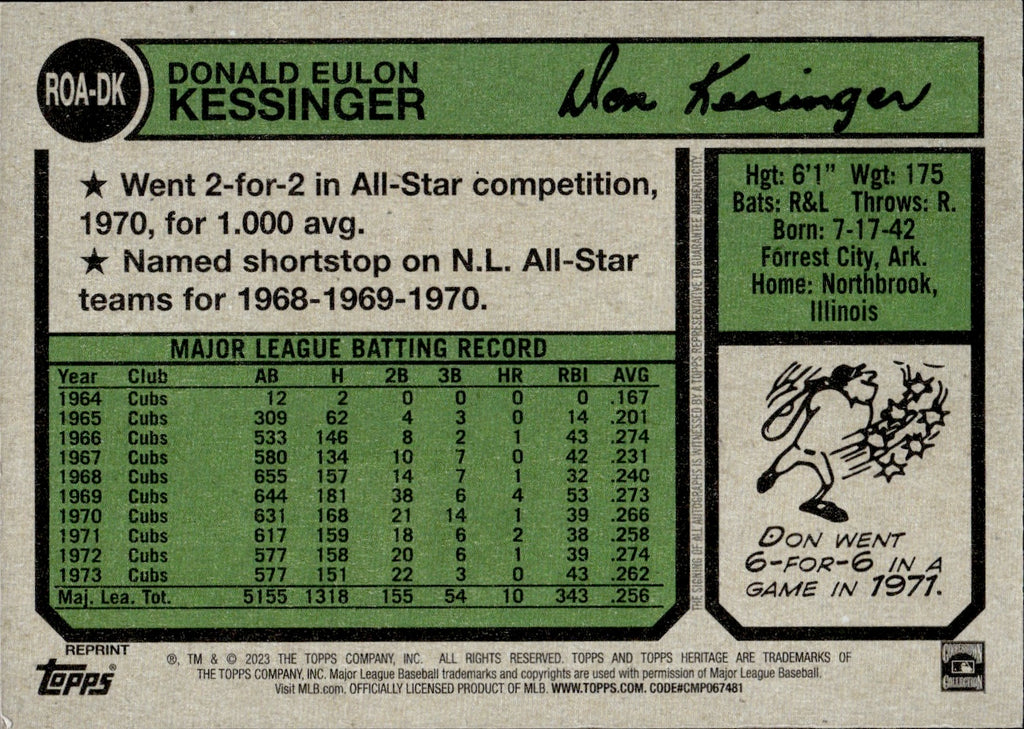 ROA-DK
DONALD EULON
KESSINGER
Don Kessinger
★ Went 2-for-2 in All-Star competition,
1970, for 1.000 avg.
★ Named shortstop on N.L. All-Star
teams for 1968-1969-1970.
MAJOR LEAGUE BATTING RECORD
Year Club AB H 2B 3B HR RBI AVG
1964 Cubs 12 2 0 0 0 0 .167
1965 Cubs 309 62 4 3 0 14 .201
1966 Cubs 533 146 8 2 1 43 .274
1967 Cubs 580 134 10 7 0 42 .231
1968 Cubs 655 157 14 7 1 32 .240
1969 Cubs 644 181 38 6 4 53 .273
1970 Cubs 631 168 21 14 1 39 .266
1971 Cubs 617 159 18 6 2 38 .258
1972 Cubs 577 158 20 6 1 39 .274
1973 Cubs 577 151 22 3 0 43 .262
Maj. Lea. Tot. 5155 1318 155 54 10 343 .256
THE SIGNING OF ALL AUTOGRAPHS IS WITNESSED BY A TOPPS REPRESENTATIVE TO GUARANTEE AUTHENTICITY.
Hgt: 6'1" Wgt: 175
Bats: R&L Throws: R.
Born: 7-17-42
Forrest City, Ark.
Home: Northbrook,
Illinois
DON WENT
6-FOR-6 IN A
GAME IN 1971.
REPRINT
topps®
®, TM & © 2023 THE TOPPS COMPANY, INC. ALL RIGHTS RESERVED. TOPPS AND TOPPS HERITAGE ARE TRADEMARKS OF
THE TOPPS COMPANY, INC. Major League Baseball trademarks and copyrights are used with permission of Major League Baseball.
Visit MLB.com. OFFICIALLY LICENSED PRODUCT OF MLB. WWW.TOPPS.COM. CODE#CMP067481
COOPERSTOWN
COLLECTION